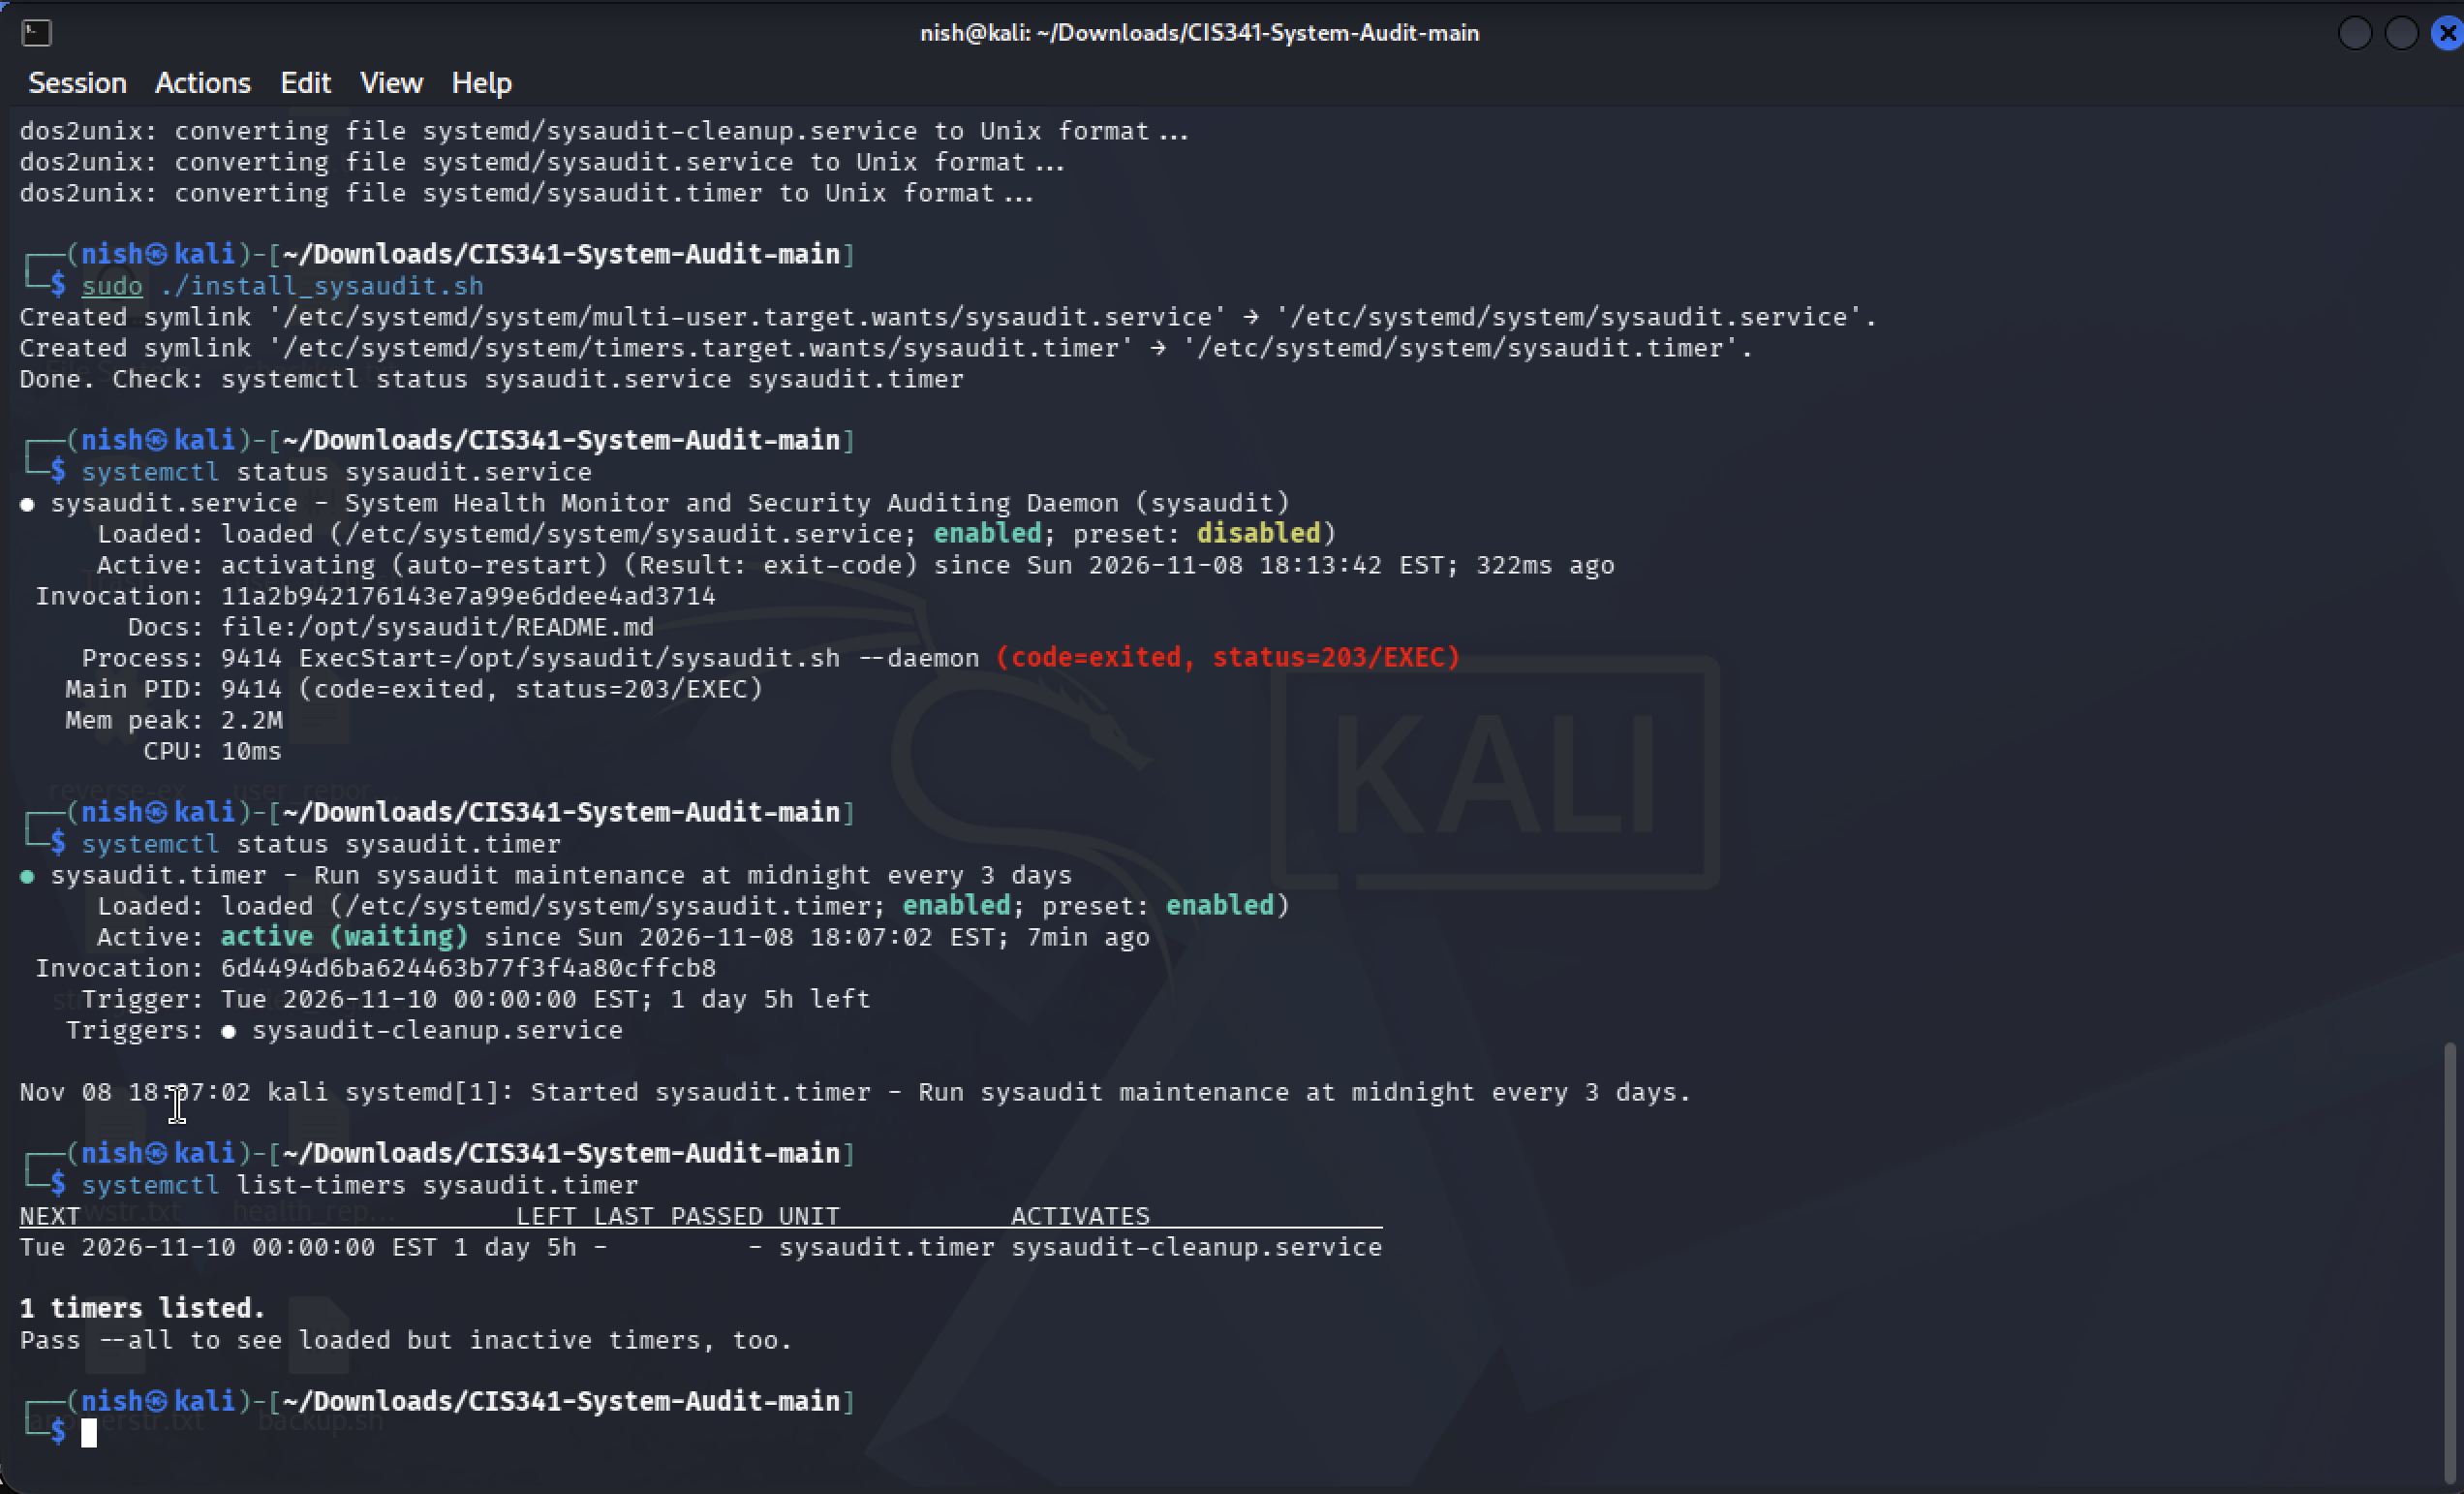 nish@kali: ~/Downloads/CIS341-System-Audit-main
Session Actions Edit View Help
dos2unix: converting file systemd/sysaudit-cleanup.service to Unix format...
dos2unix: converting file systemd/sysaudit.service to Unix format...
dos2unix: converting file systemd/sysaudit.timer to Unix format...
┌──(nish㉿kali)-[~/Downloads/CIS341-System-Audit-main]
└─$ sudo ./install_sysaudit.sh
Created symlink '/etc/systemd/system/multi-user.target.wants/sysaudit.service' → '/etc/systemd/system/sysaudit.service'.
Created symlink '/etc/systemd/system/timers.target.wants/sysaudit.timer' → '/etc/systemd/system/sysaudit.timer'.
Done. Check: systemctl status sysaudit.service sysaudit.timer
┌──(nish㉿kali)-[~/Downloads/CIS341-System-Audit-main]
└─$ systemctl status sysaudit.service
● sysaudit.service - System Health Monitor and Security Auditing Daemon (sysaudit)
Loaded: loaded (/etc/systemd/system/sysaudit.service; enabled; preset: disabled)
Active: activating (auto-restart) (Result: exit-code) since Sun 2026-11-08 18:13:42 EST; 322ms ago
Invocation: 11a2b942176143e7a99e6ddee4ad3714
Docs: file:/opt/sysaudit/README.md
Process: 9414 ExecStart=/opt/sysaudit/sysaudit.sh --daemon (code=exited, status=203/EXEC)
Main PID: 9414 (code=exited, status=203/EXEC)
Mem peak: 2.2M
CPU: 10ms
reverse-ex user_repor...
KALI
┌──(nish㉿kali)-[~/Downloads/CIS341-System-Audit-main]
└─$ systemctl status sysaudit.timer
● sysaudit.timer - Run sysaudit maintenance at midnight every 3 days
Loaded: loaded (/etc/systemd/system/sysaudit.timer; enabled; preset: enabled)
Active: active (waiting) since Sun 2026-11-08 18:07:02 EST; 7min ago
Invocation: 6d4494d6ba624463b77f3f4a80cffcb8
Trigger: Tue 2026-11-10 00:00:00 EST; 1 day 5h left
Triggers: ● sysaudit-cleanup.service
Nov 08 18:07:02 kali systemd[1]: Started sysaudit.timer - Run sysaudit maintenance at midnight every 3 days.
┌──(nish㉿kali)-[~/Downloads/CIS341-System-Audit-main]
└─$ systemctl list-timers sysaudit.timer
NEXT LEFT LAST PASSED UNIT ACTIVATES
health_rep...
Tue 2026-11-10 00:00:00 EST 1 day 5h - - sysaudit.timer sysaudit-cleanup.service
1 timers listed.
Pass --all to see loaded but inactive timers, too.
┌──(nish㉿kali)-[~/Downloads/CIS341-System-Audit-main]
└─$
backup.sh